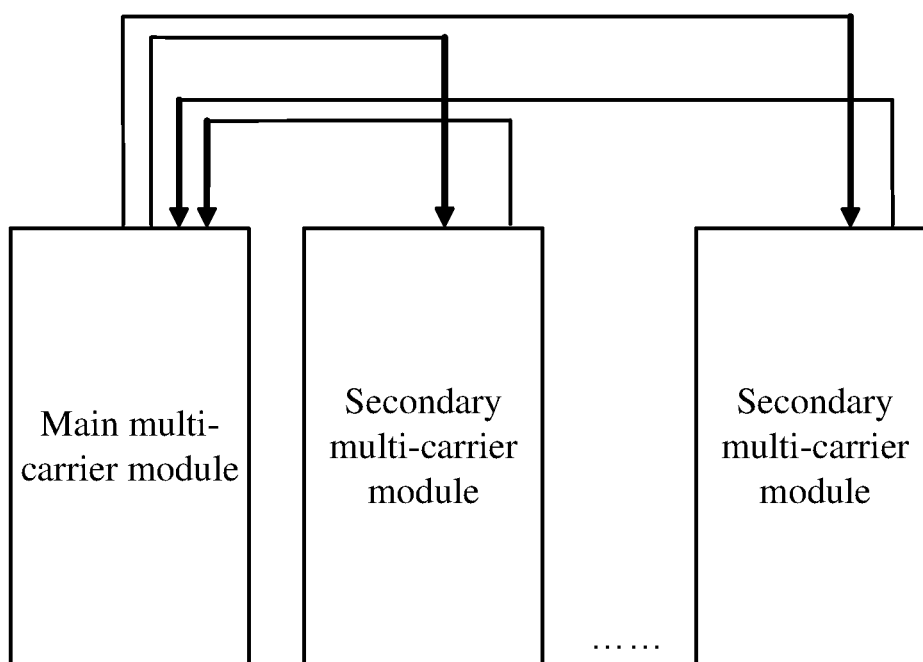 Main multi-
carrier module
Secondary
multi-carrier
module
Secondary
multi-carrier
module
……